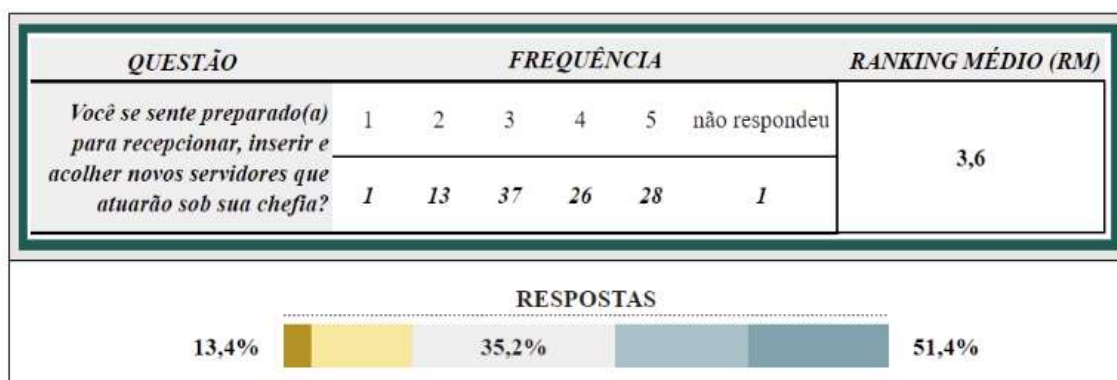 QUESTÃO FREQUÊNCIA RANKING MÉDIO (RM)
Você se sente preparado(a)
para recepcionar, inserir e
acolher novos servidores que
atuarão sob sua chefia?
1 2 3 4 5 não respondeu
1 13 37 26 28 1
3,6
RESPOSTAS
13,4% 35,2% 51,4%